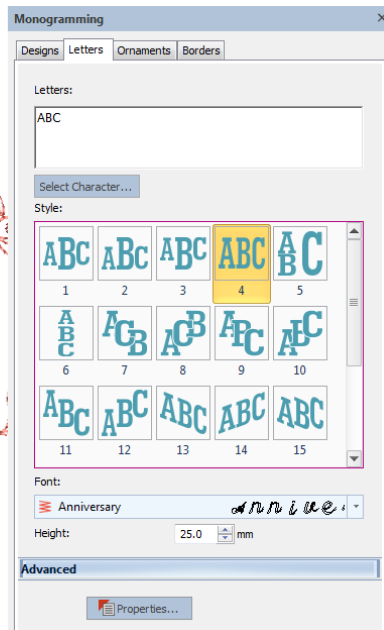 Monogramming
Designs Letters Ornaments Borders
Letters:
ABC
Select Character...
Style:
ABC ABC ABC ABC ABC
1 2 3 4 5
ABC ACB ACB ABC ABC
6 7 8 9 10
ABC ABC ABC ABC ABC
11 12 13 14 15
Font:
Anniversary Annive
Height: 25.0 mm
Advanced
Properties...